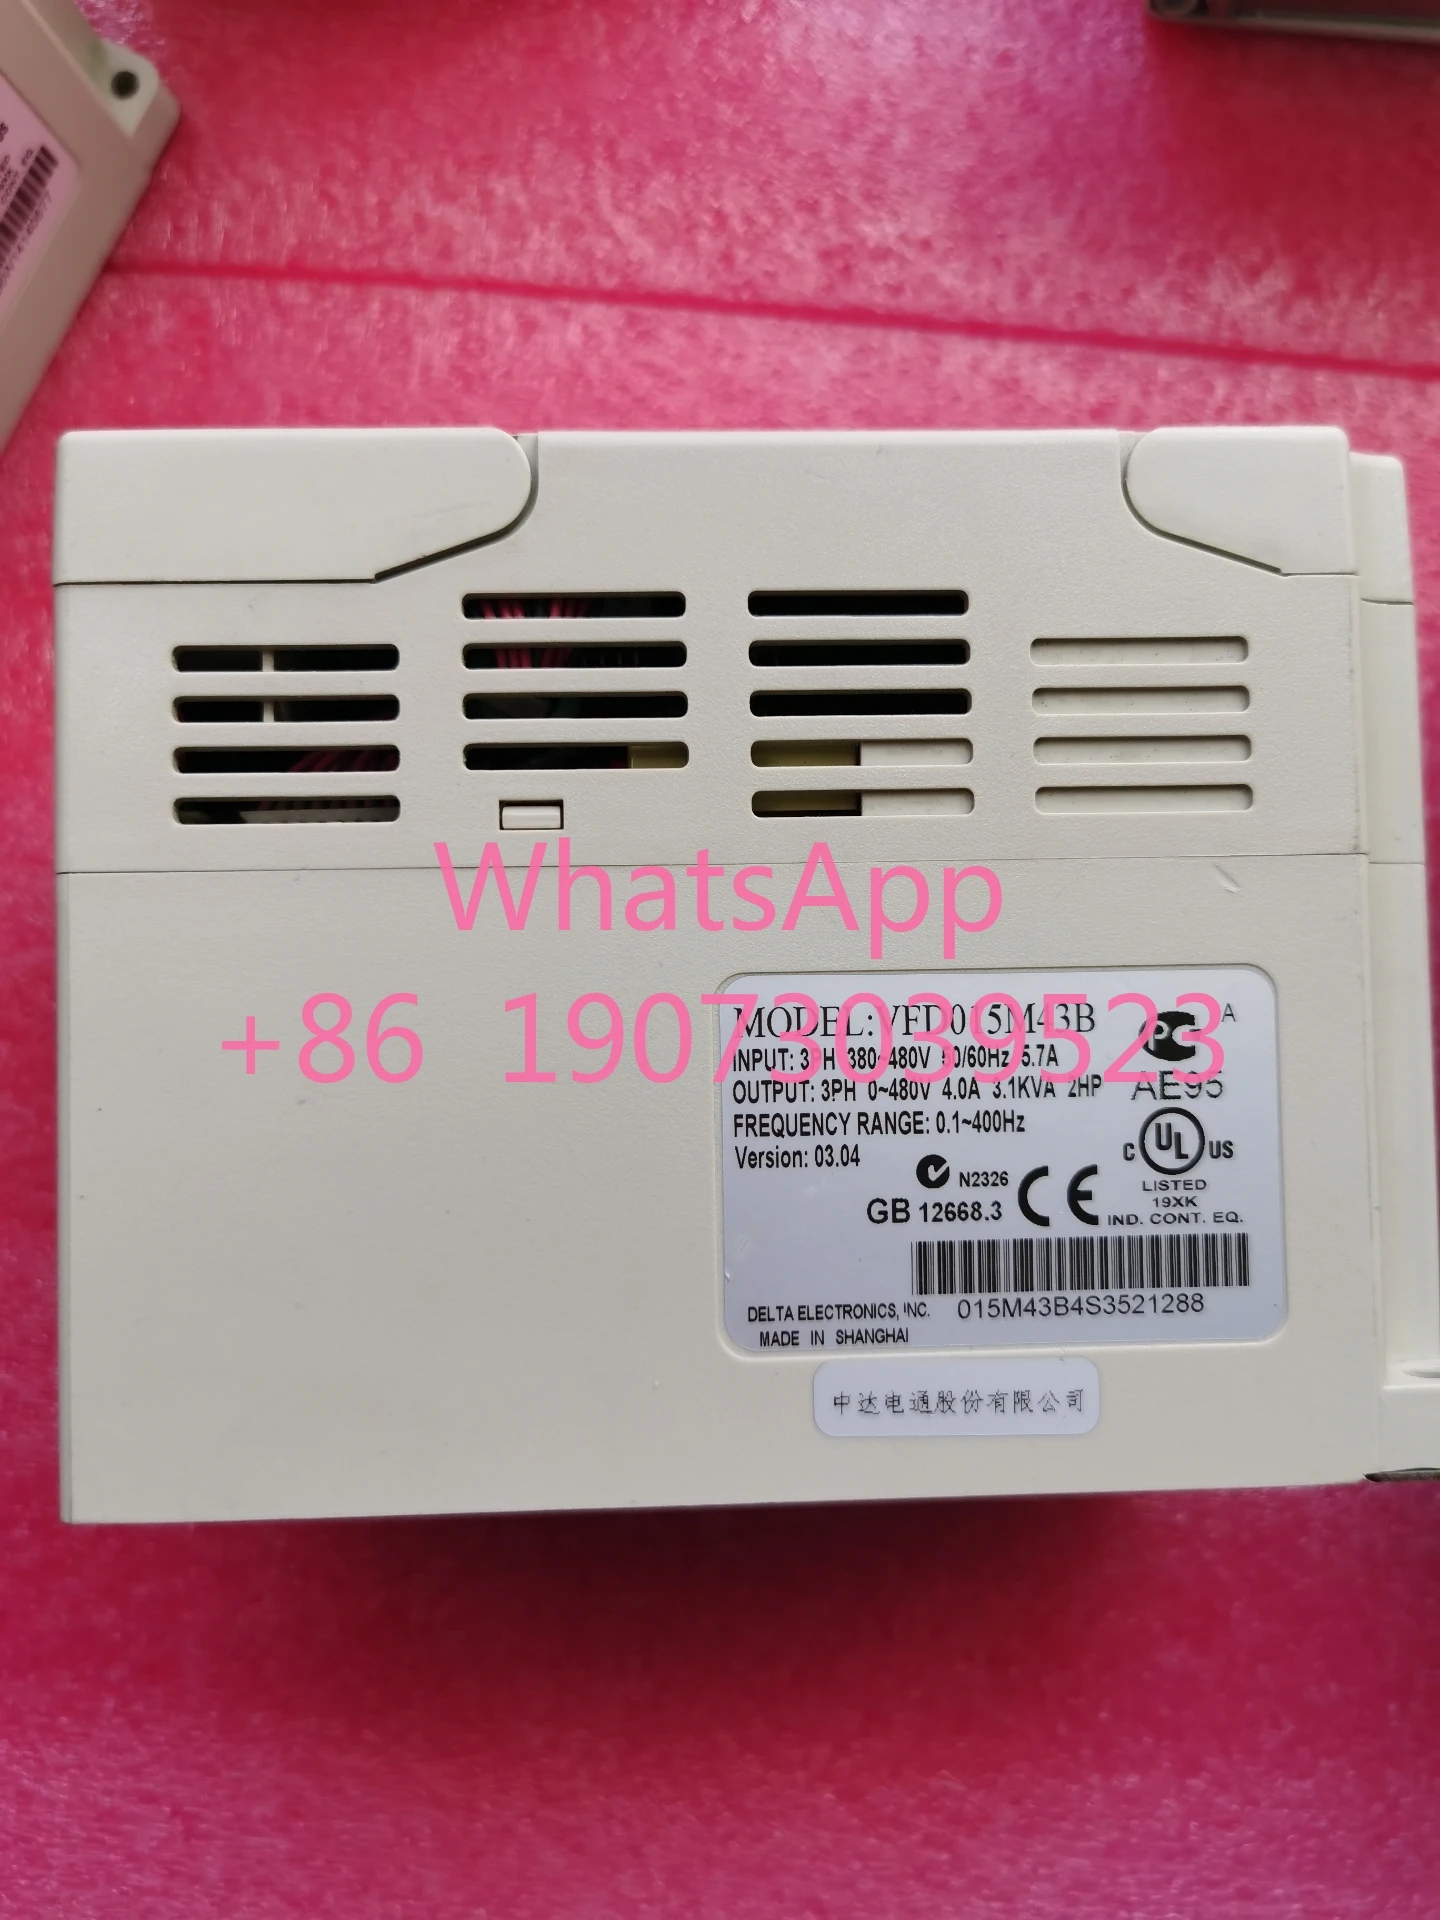 WhatsApp
+86 19073039523
MODEL:VFD015M43B
INPUT: 3PH 380~480V 50/60Hz 5.7A
OUTPUT: 3PH 0~480V 4.0A 3.1KVA 2HP
FREQUENCY RANGE: 0.1~400Hz
Version: 03.04
PC A
AE95
C UL US
LISTED
19XK
IND. CONT. EQ.
N2326
GB 12668.3
CE
015M43B4S3521288
DELTA ELECTRONICS, INC.
MADE IN SHANGHAI
中达电通股份有限公司